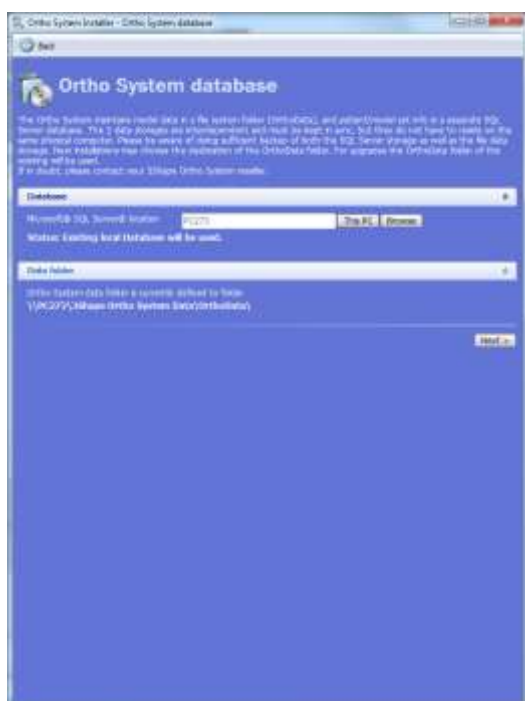 Ortho System Installer - Ortho System database
Back
Ortho System database
The Ortho System maintains model data in a file system folder (OrthoData), and patient/model set info in a separate SQL
Server database. The 2 data storages are interdependent and must be kept in sync, but they do not have to reside on the
same physical computer. Please be aware of doing sufficient backup of both the SQL Server storage as well as the file data
storage. New installations may choose the destination of the OrthoData folder. For upgrades the OrthoData folder of the
existing will be used.
If in doubt, please contact your 3Shape Ortho System reseller.
Database
Microsoft® SQL Server® location
PC273
This PC
Browse
Status: Existing local Database will be used.
Data folder
Ortho System data folder is currently defined to folder
\\PC273\3Shape Ortho System Data\OrthoData\
Next >